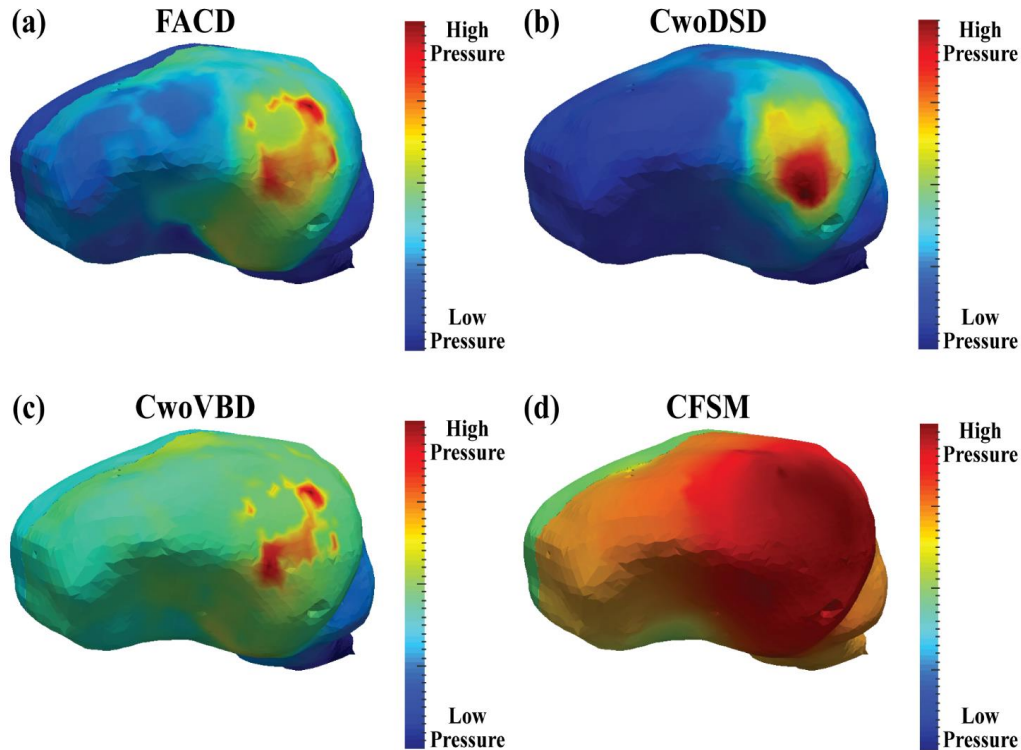 (a) FACD
High
Pressure
Low
Pressure
(b) CwoDSD
High
Pressure
Low
Pressure
(c) CwoVBD
High
Pressure
Low
Pressure
(d) CFSM
High
Pressure
Low
Pressure